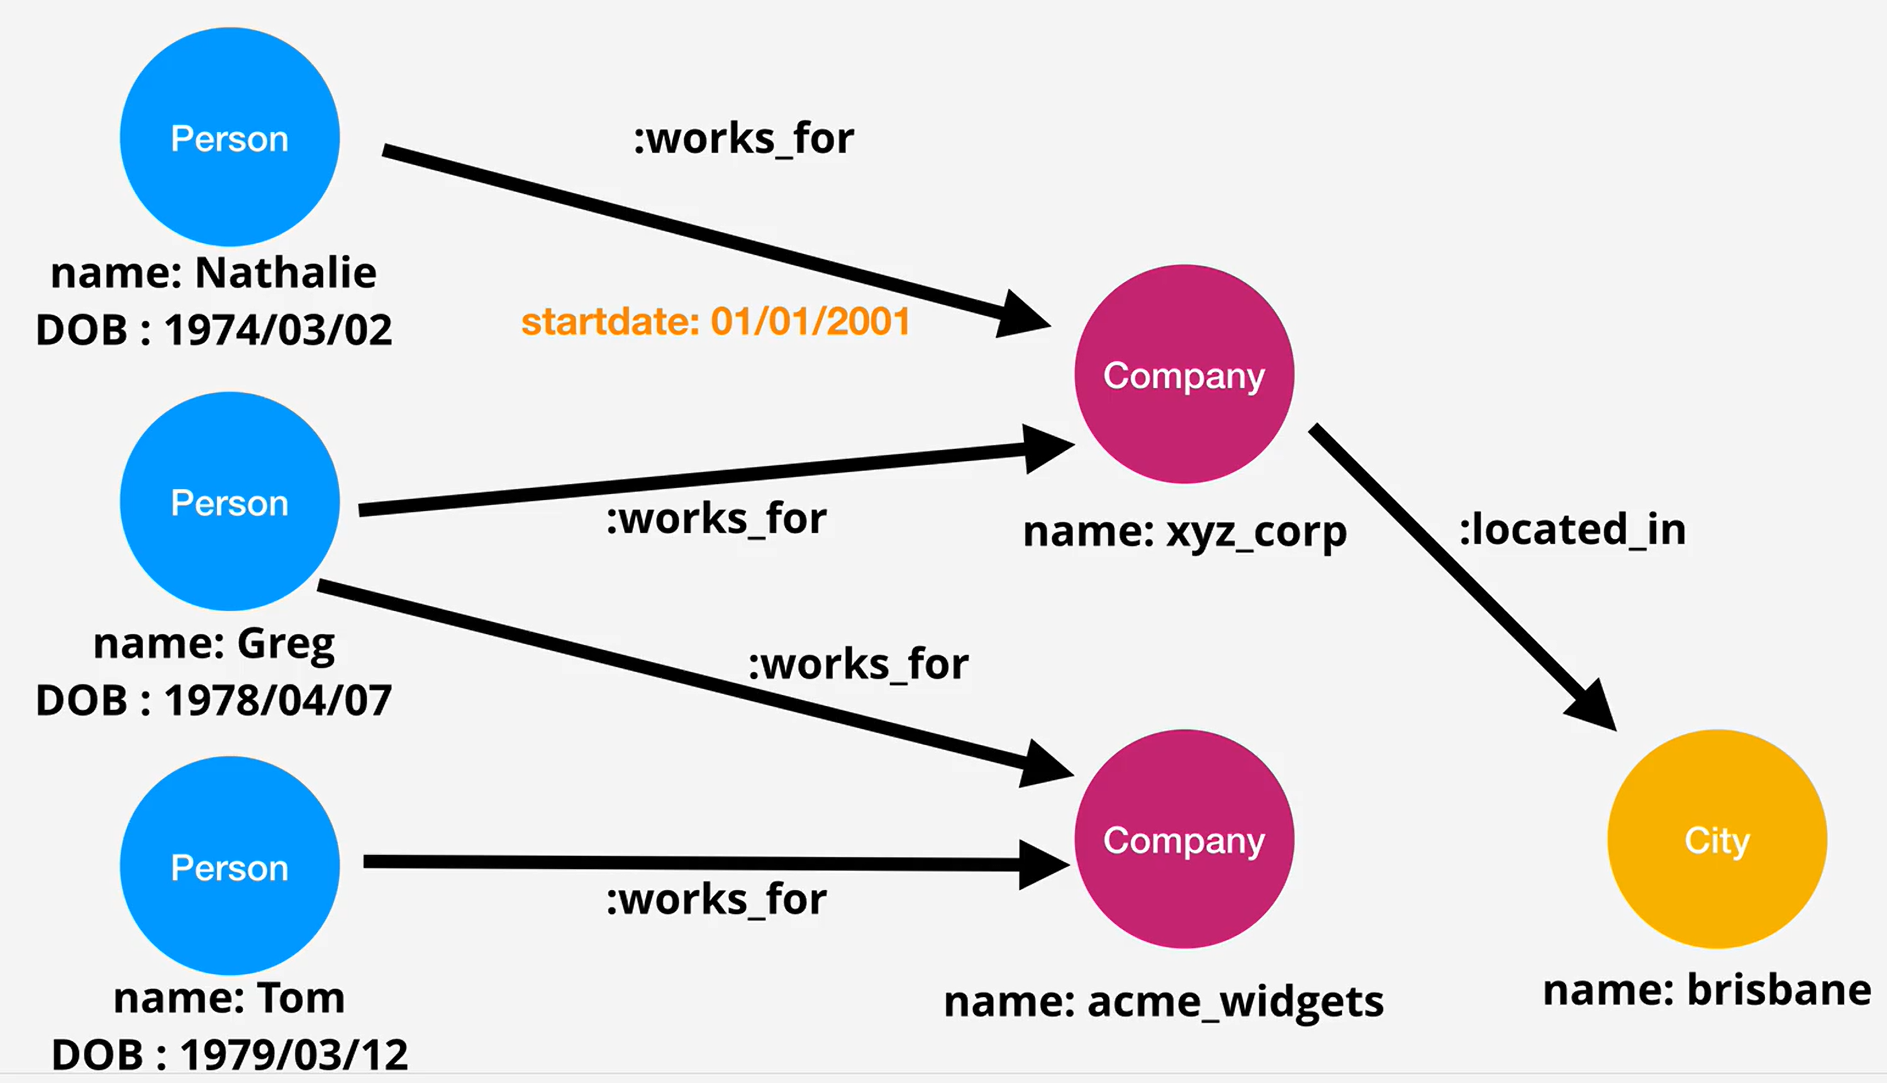 Person
:works_for
name: Nathalie
DOB : 1974/03/02
startdate: 01/01/2001
Company
Person
:works_for
name: xyz_corp
:located_in
name: Greg
DOB : 1978/04/07
:works_for
Person
:works_for
Company
City
name: Tom
DOB : 1979/03/12
name: acme_widgets
name: brisbane